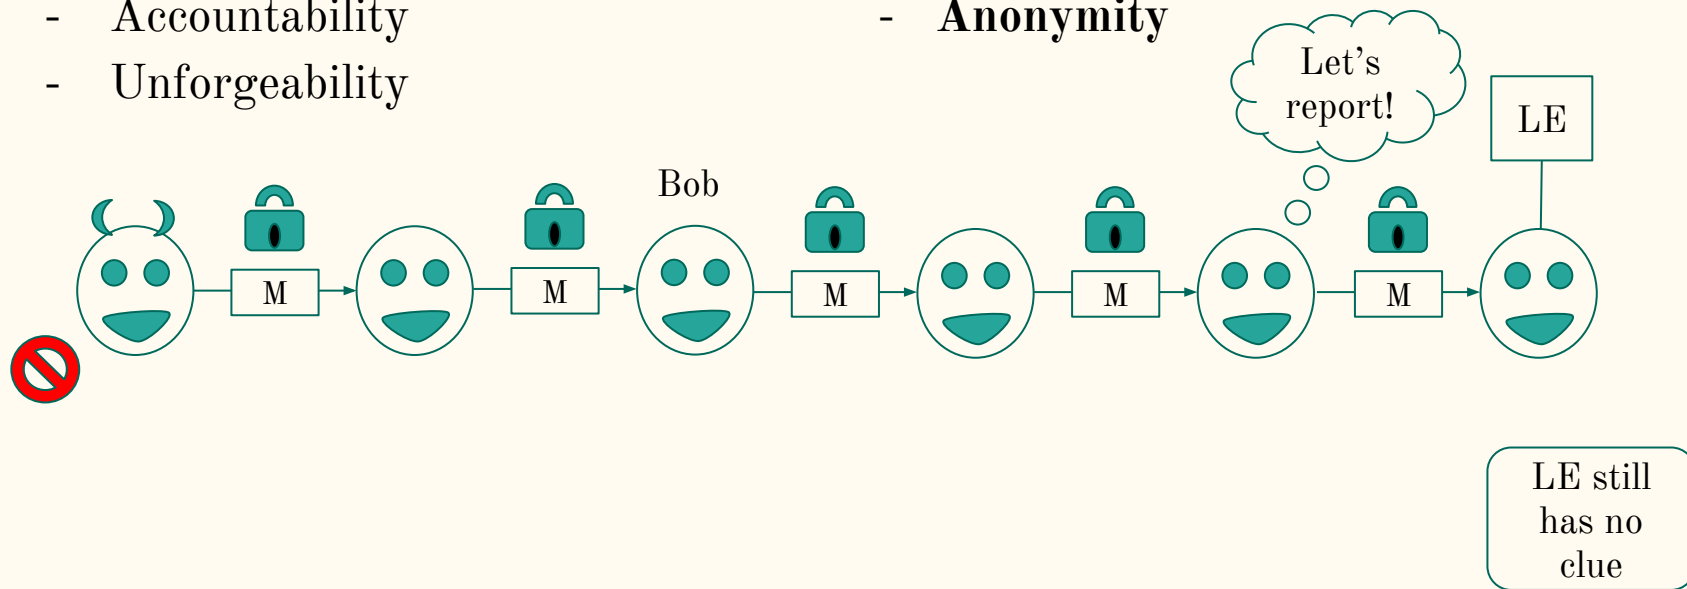 - Accountability
- Anonymity
- Unforgeability
Let's
report!
LE
Bob
M
M
M
M
M
LE still
has no
clue